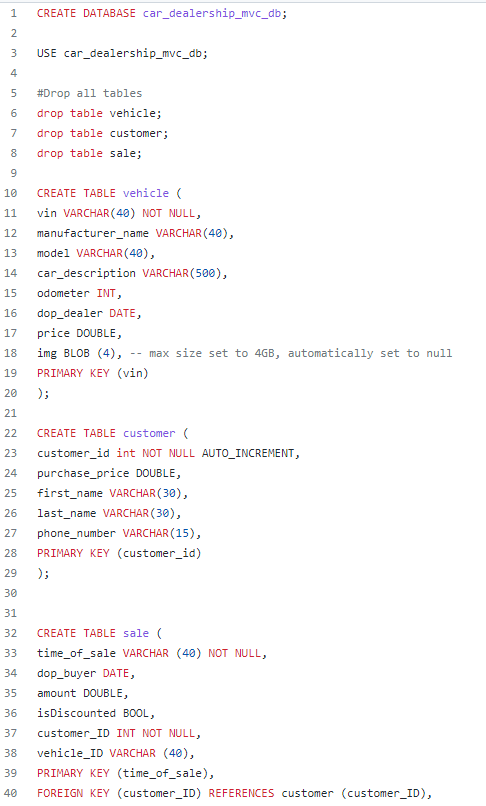 1 CREATE DATABASE car_dealership_mvc_db;
2
3 USE car_dealership_mvc_db;
4
5 #Drop all tables
6 drop table vehicle;
7 drop table customer;
8 drop table sale;
9
10 CREATE TABLE vehicle (
11 vin VARCHAR(40) NOT NULL,
12 manufacturer_name VARCHAR(40),
13 model VARCHAR(40),
14 car_description VARCHAR(500),
15 odometer INT,
16 dop_dealer DATE,
17 price DOUBLE,
18 img BLOB (4), -- max size set to 4GB, automatically set to null
19 PRIMARY KEY (vin)
20 );
21
22 CREATE TABLE customer (
23 customer_id int NOT NULL AUTO_INCREMENT,
24 purchase_price DOUBLE,
25 first_name VARCHAR(30),
26 last_name VARCHAR(30),
27 phone_number VARCHAR(15),
28 PRIMARY KEY (customer_id)
29 );
30
31
32 CREATE TABLE sale (
33 time_of_sale VARCHAR (40) NOT NULL,
34 dop_buyer DATE,
35 amount DOUBLE,
36 isDiscounted BOOL,
37 customer_ID INT NOT NULL,
38 vehicle_ID VARCHAR (40),
39 PRIMARY KEY (time_of_sale),
40 FOREIGN KEY (customer_ID) REFERENCES customer (customer_ID),